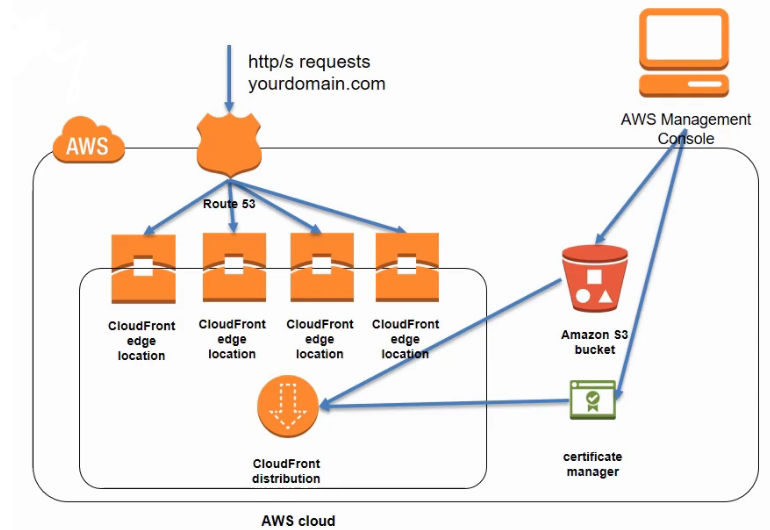 http/s requests
yourdomain.com
AWS Management
Console
AWS
Route 53
CloudFront
edge
location
CloudFront
edge
location
CloudFront
edge
location
CloudFront
edge
location
Amazon S3
bucket
CloudFront
distribution
certificate
manager
AWS cloud